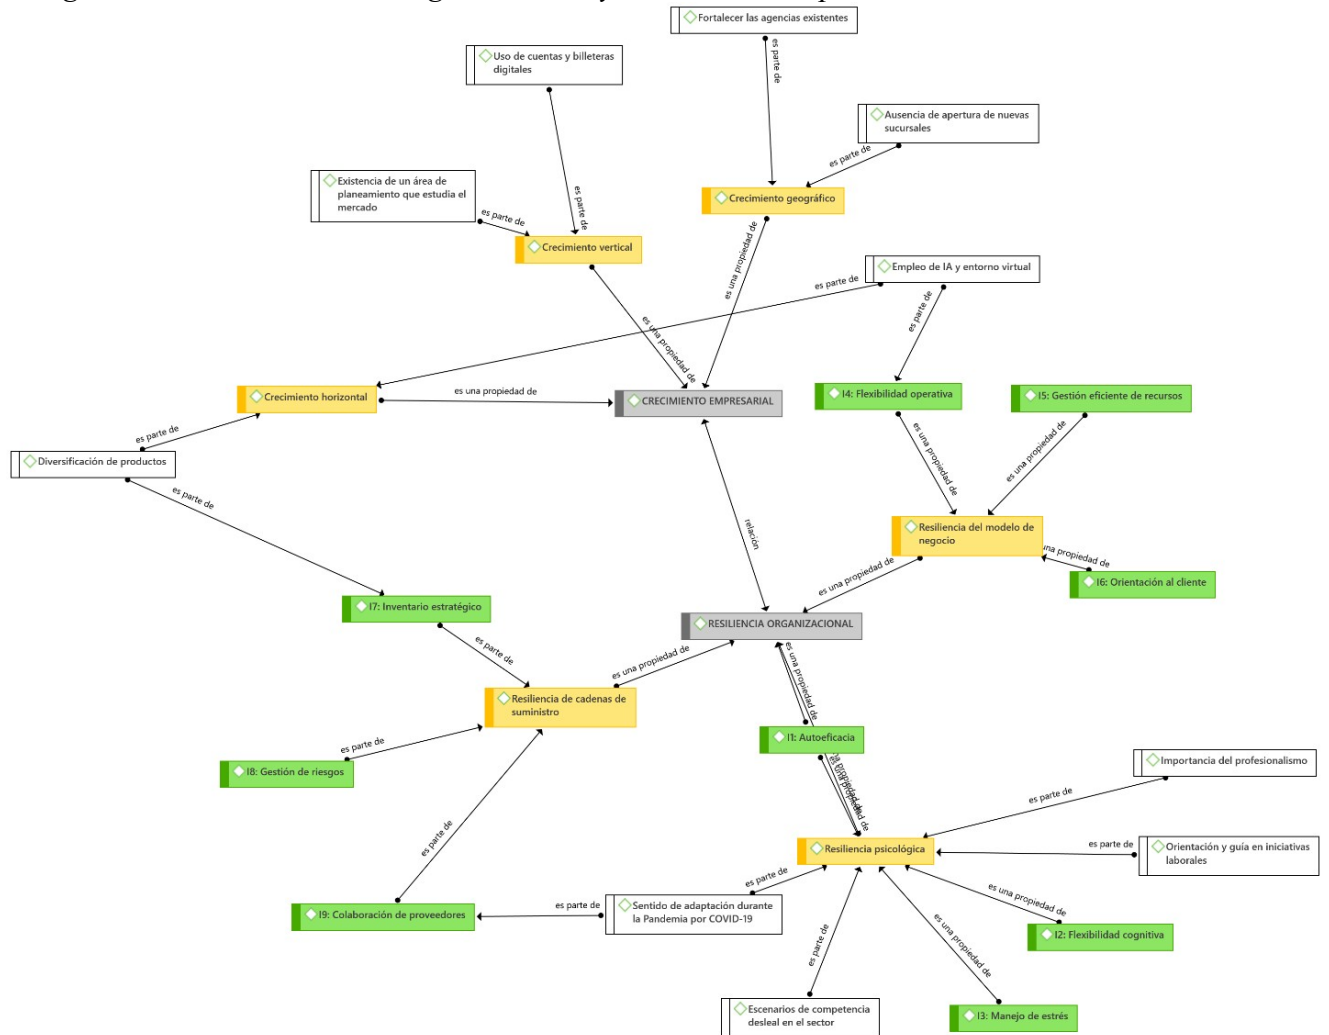 Fortalecer las agencias existentes
es parte de
Uso de cuentas y billeteras
digitales
Ausencia de apertura de nuevas
sucursales
es parte de
es parte de
Existencia de un área de
planeamiento que estudia el
mercado
es parte de
Crecimiento geográfico
Crecimiento vertical
es una propiedad de
Empleo de IA y entorno virtual
es parte de
es parte de
es una propiedad de
Crecimiento horizontal
es una propiedad de
CRECIMIENTO EMPRESARIAL
I4: Flexibilidad operativa
I5: Gestión eficiente de recursos
es parte de
Diversificación de productos
es una propiedad de
es una propiedad de
es parte de
relación
Resiliencia del modelo de
negocio
una propiedad de
es una propiedad de
I6: Orientación al cliente
I7: Inventario estratégico
RESILIENCIA ORGANIZACIONAL
es parte de
es una propiedad de
es una propiedad de
Resiliencia de cadenas de
suministro
I1: Autoeficacia
es parte de
I8: Gestión de riesgos
Importancia del profesionalismo
es una propiedad de
es parte de
es parte de
Resiliencia psicológica
es parte de
Orientación y guía en iniciativas
laborales
es parte de
es una propiedad de
I9: Colaboración de proveedores
es parte de
Sentido de adaptación durante
la Pandemia por COVID-19
I2: Flexibilidad cognitiva
es parte de
es una propiedad de
Escenarios de competencia
desleal en el sector
I3: Manejo de estrés